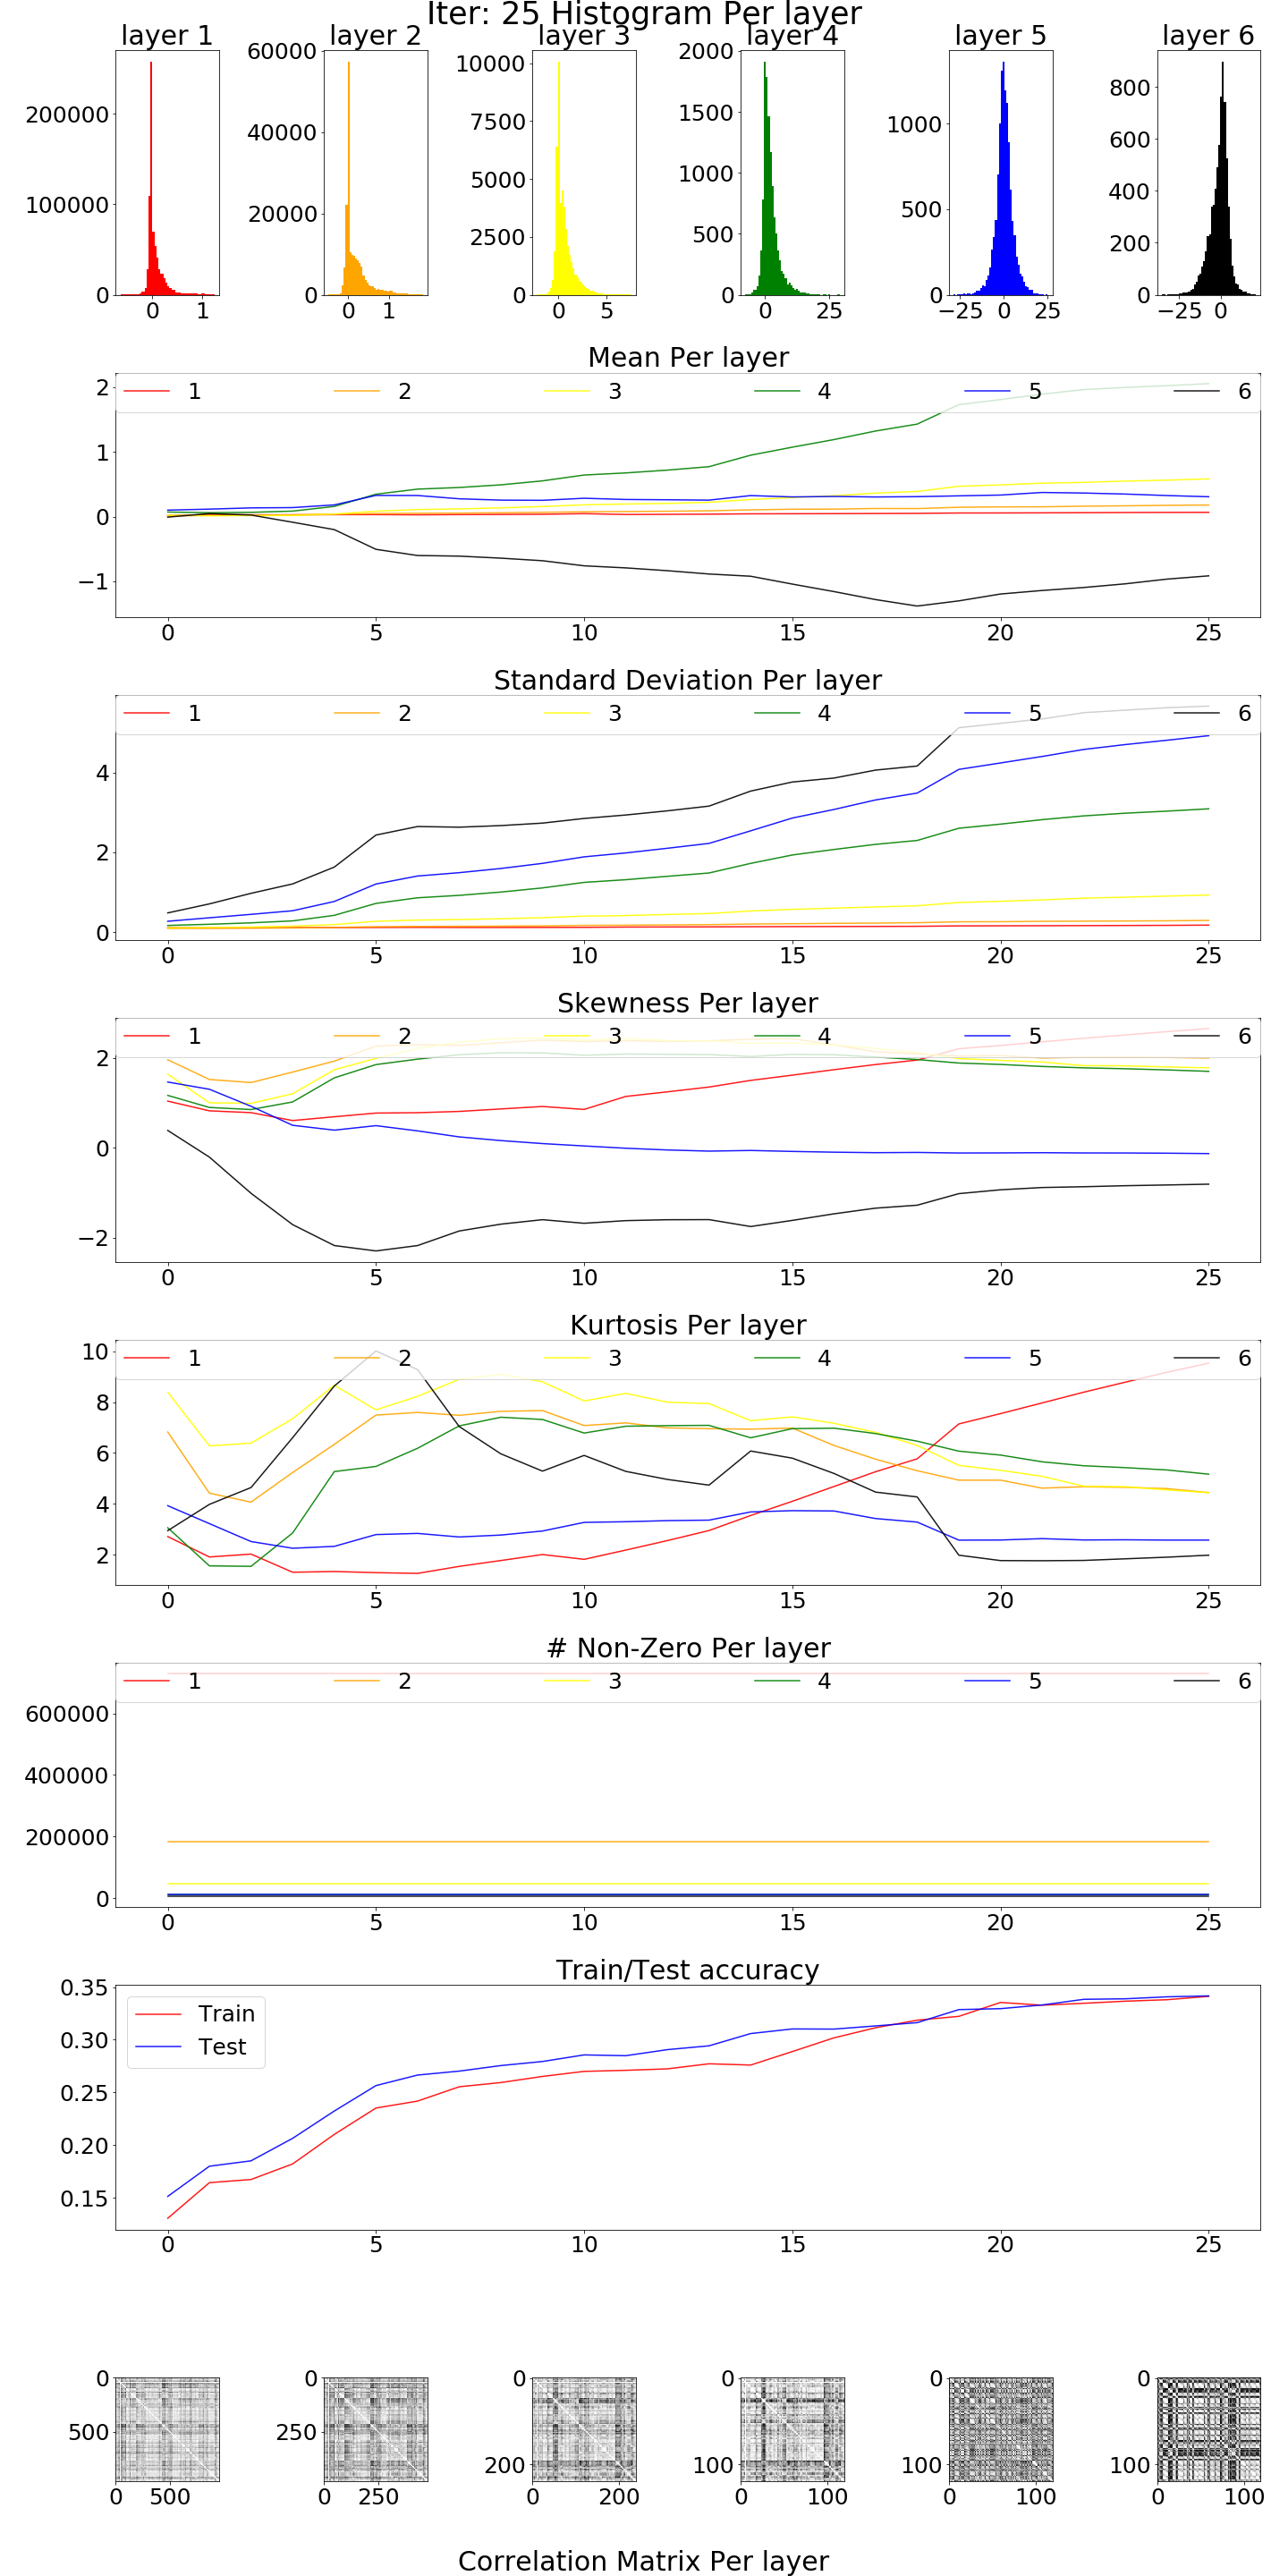 Iter: 25 Histogram Per layer
layer 1 layer 2 layer 3 layer 4 layer 5 layer 6
200000 100000 0
0 1
60000 40000 20000 0
0 1
10000 7500 5000 2500 0
0 5
2000 1500 1000 500 0
0 25
1000 500 0
−25 0 25
800 600 400 200 0
−25 0
Mean Per layer
1 2 3 4 5 6
2
1
0
−1
0 5 10 15 20 25
Standard Deviation Per layer
1 2 3 4 5 6
4
2
0
0 5 10 15 20 25
Skewness Per layer
1 2 3 4 5 6
2
0
−2
0 5 10 15 20 25
Kurtosis Per layer
1 2 3 4 5 6
10
8
6
4
2
0 5 10 15 20 25
# Non-Zero Per layer
1 2 3 4 5 6
600000
400000
200000
0
0 5 10 15 20 25
Train/Test accuracy
Train
Test
0.35
0.30
0.25
0.20
0.15
0 5 10 15 20 25
0 500
0 500
0 250
0 250
0 200
0 200
0 100
0 100
0 100
0 100
0 100
0 100
Correlation Matrix Per layer